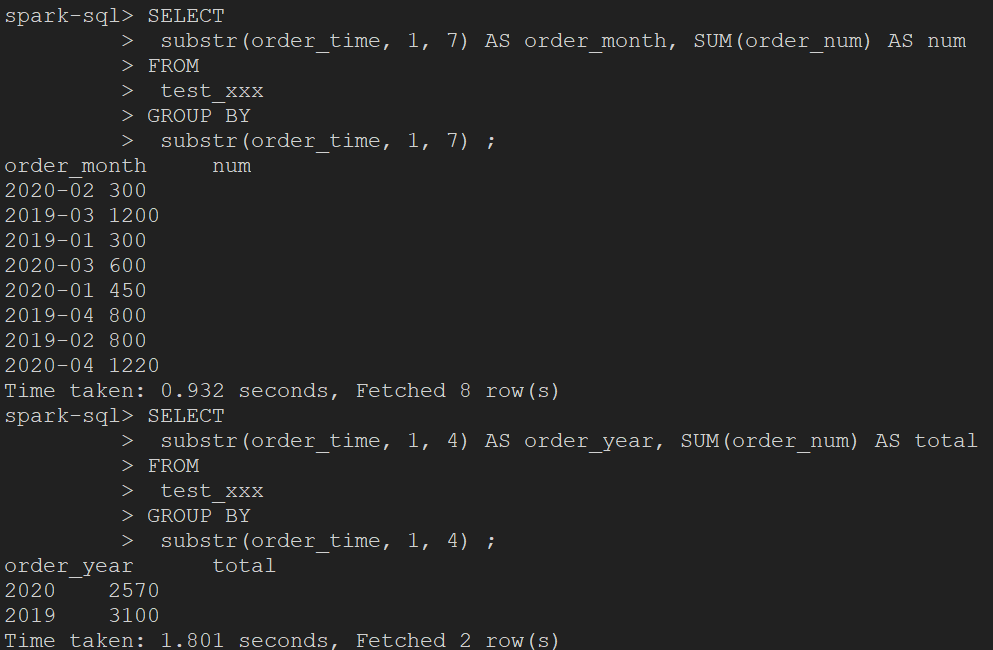 spark-sql> SELECT
> substr(order_time, 1, 7) AS order_month, SUM(order_num) AS num
> FROM
> test_xxx
> GROUP BY
> substr(order_time, 1, 7) ;
order_month num
2020-02 300
2019-03 1200
2019-01 300
2020-03 600
2020-01 450
2019-04 800
2019-02 800
2020-04 1220
Time taken: 0.932 seconds, Fetched 8 row(s)
spark-sql> SELECT
> substr(order_time, 1, 4) AS order_year, SUM(order_num) AS total
> FROM
> test_xxx
> GROUP BY
> substr(order_time, 1, 4) ;
order_year total
2020 2570
2019 3100
Time taken: 1.801 seconds, Fetched 2 row(s)